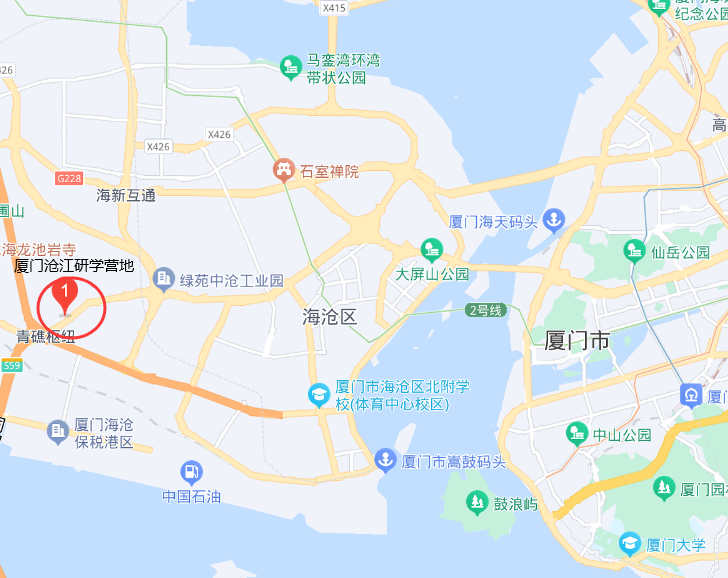 X415
纪念公园
马銮湾环湾
带状公园
426
X426
X426
高
G228
石室禅院
海新互通
厦门海天码头
圃山
海龙池岩寺
厦门沧江研学营地
1
绿苑中沧工业园
大屏山公园
仙岳公园
2号线
海沧区
青礁枢纽
厦门市
S59
厦门市海沧区北附学
校(体育中心校区)
厦门
厦门海沧
保税港区
中山公园
厦门市嵩鼓码头
中国石油
鼓浪屿
厦门园
厦门大学